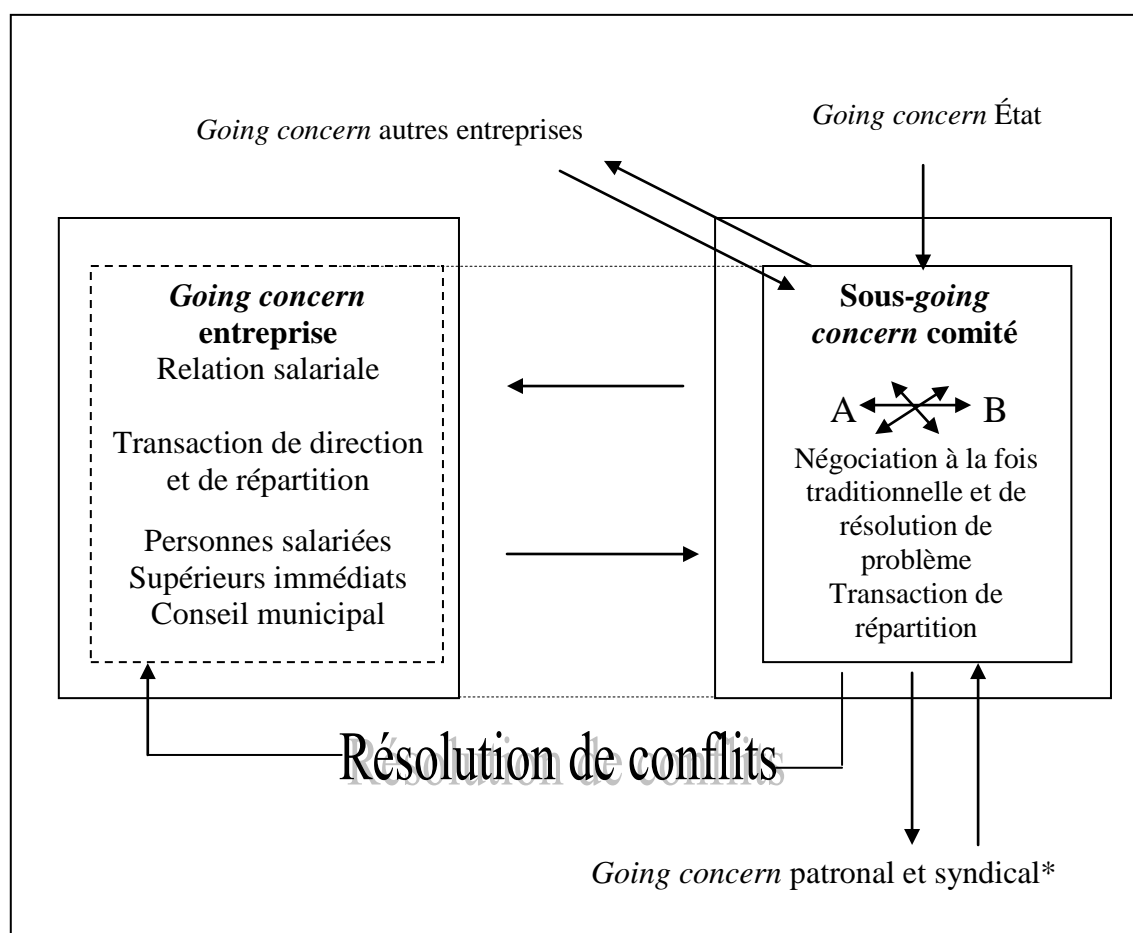 Going concern autres entreprises
Going concern État
Going concern
entreprise
Relation salariale
Transaction de direction
et de répartition
Personnes salariées
Supérieurs immédiats
Conseil municipal
Sous-going
concern comité
A B
Négociation à la fois
traditionnelle et de
résolution de
problème
Transaction de
répartition
Résolution de conflits
Going concern patronal et syndical*